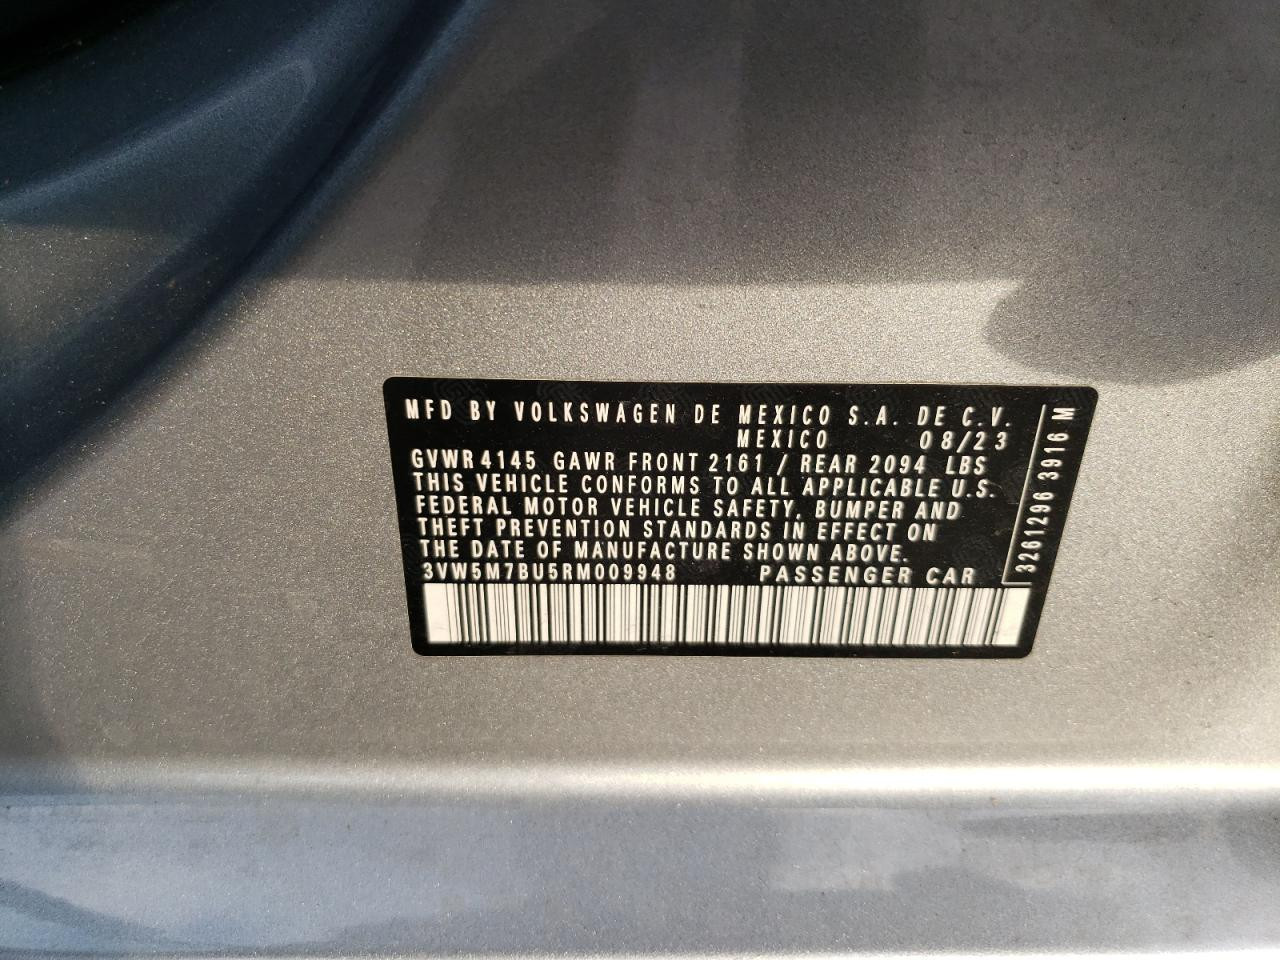 MFD BY VOLKSWAGEN DE MEXICO S.A. DE C.V.
MEXICO 08/23
GVWR 4145 GAWR FRONT 2161 / REAR 2094 LBS
THIS VEHICLE CONFORMS TO ALL APPLICABLE U.S.
FEDERAL MOTOR VEHICLE SAFETY, BUMPER AND
THEFT PREVENTION STANDARDS IN EFFECT ON
THE DATE OF MANUFACTURE SHOWN ABOVE.
3VW5M7BU5RM009948 PASSENGER CAR
3261296 3916 M